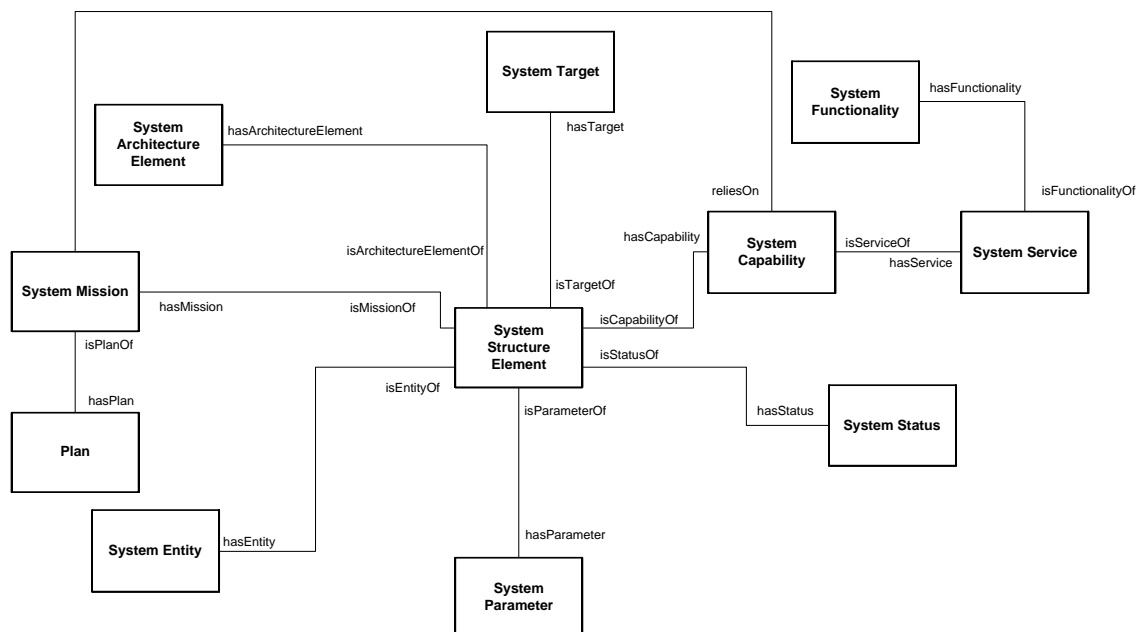 System Target
System
Functionality
hasFunctionality
System
Architecture
Element
hasArchitectureElement
hasTarget
reliesOn
isFunctionalityOf
System Mission
isArchitectureElementOf
hasCapability
System
Capability
isServiceOf
hasService
System Service
hasMission
isMissionOf
isTargetOf
isCapabilityOf
System
Structure
Element
isPlanOf
isStatusOf
isEntityOf
hasPlan
isParameterOf
hasStatus
System Status
Plan
System Entity
hasEntity
hasParameter
System
Parameter